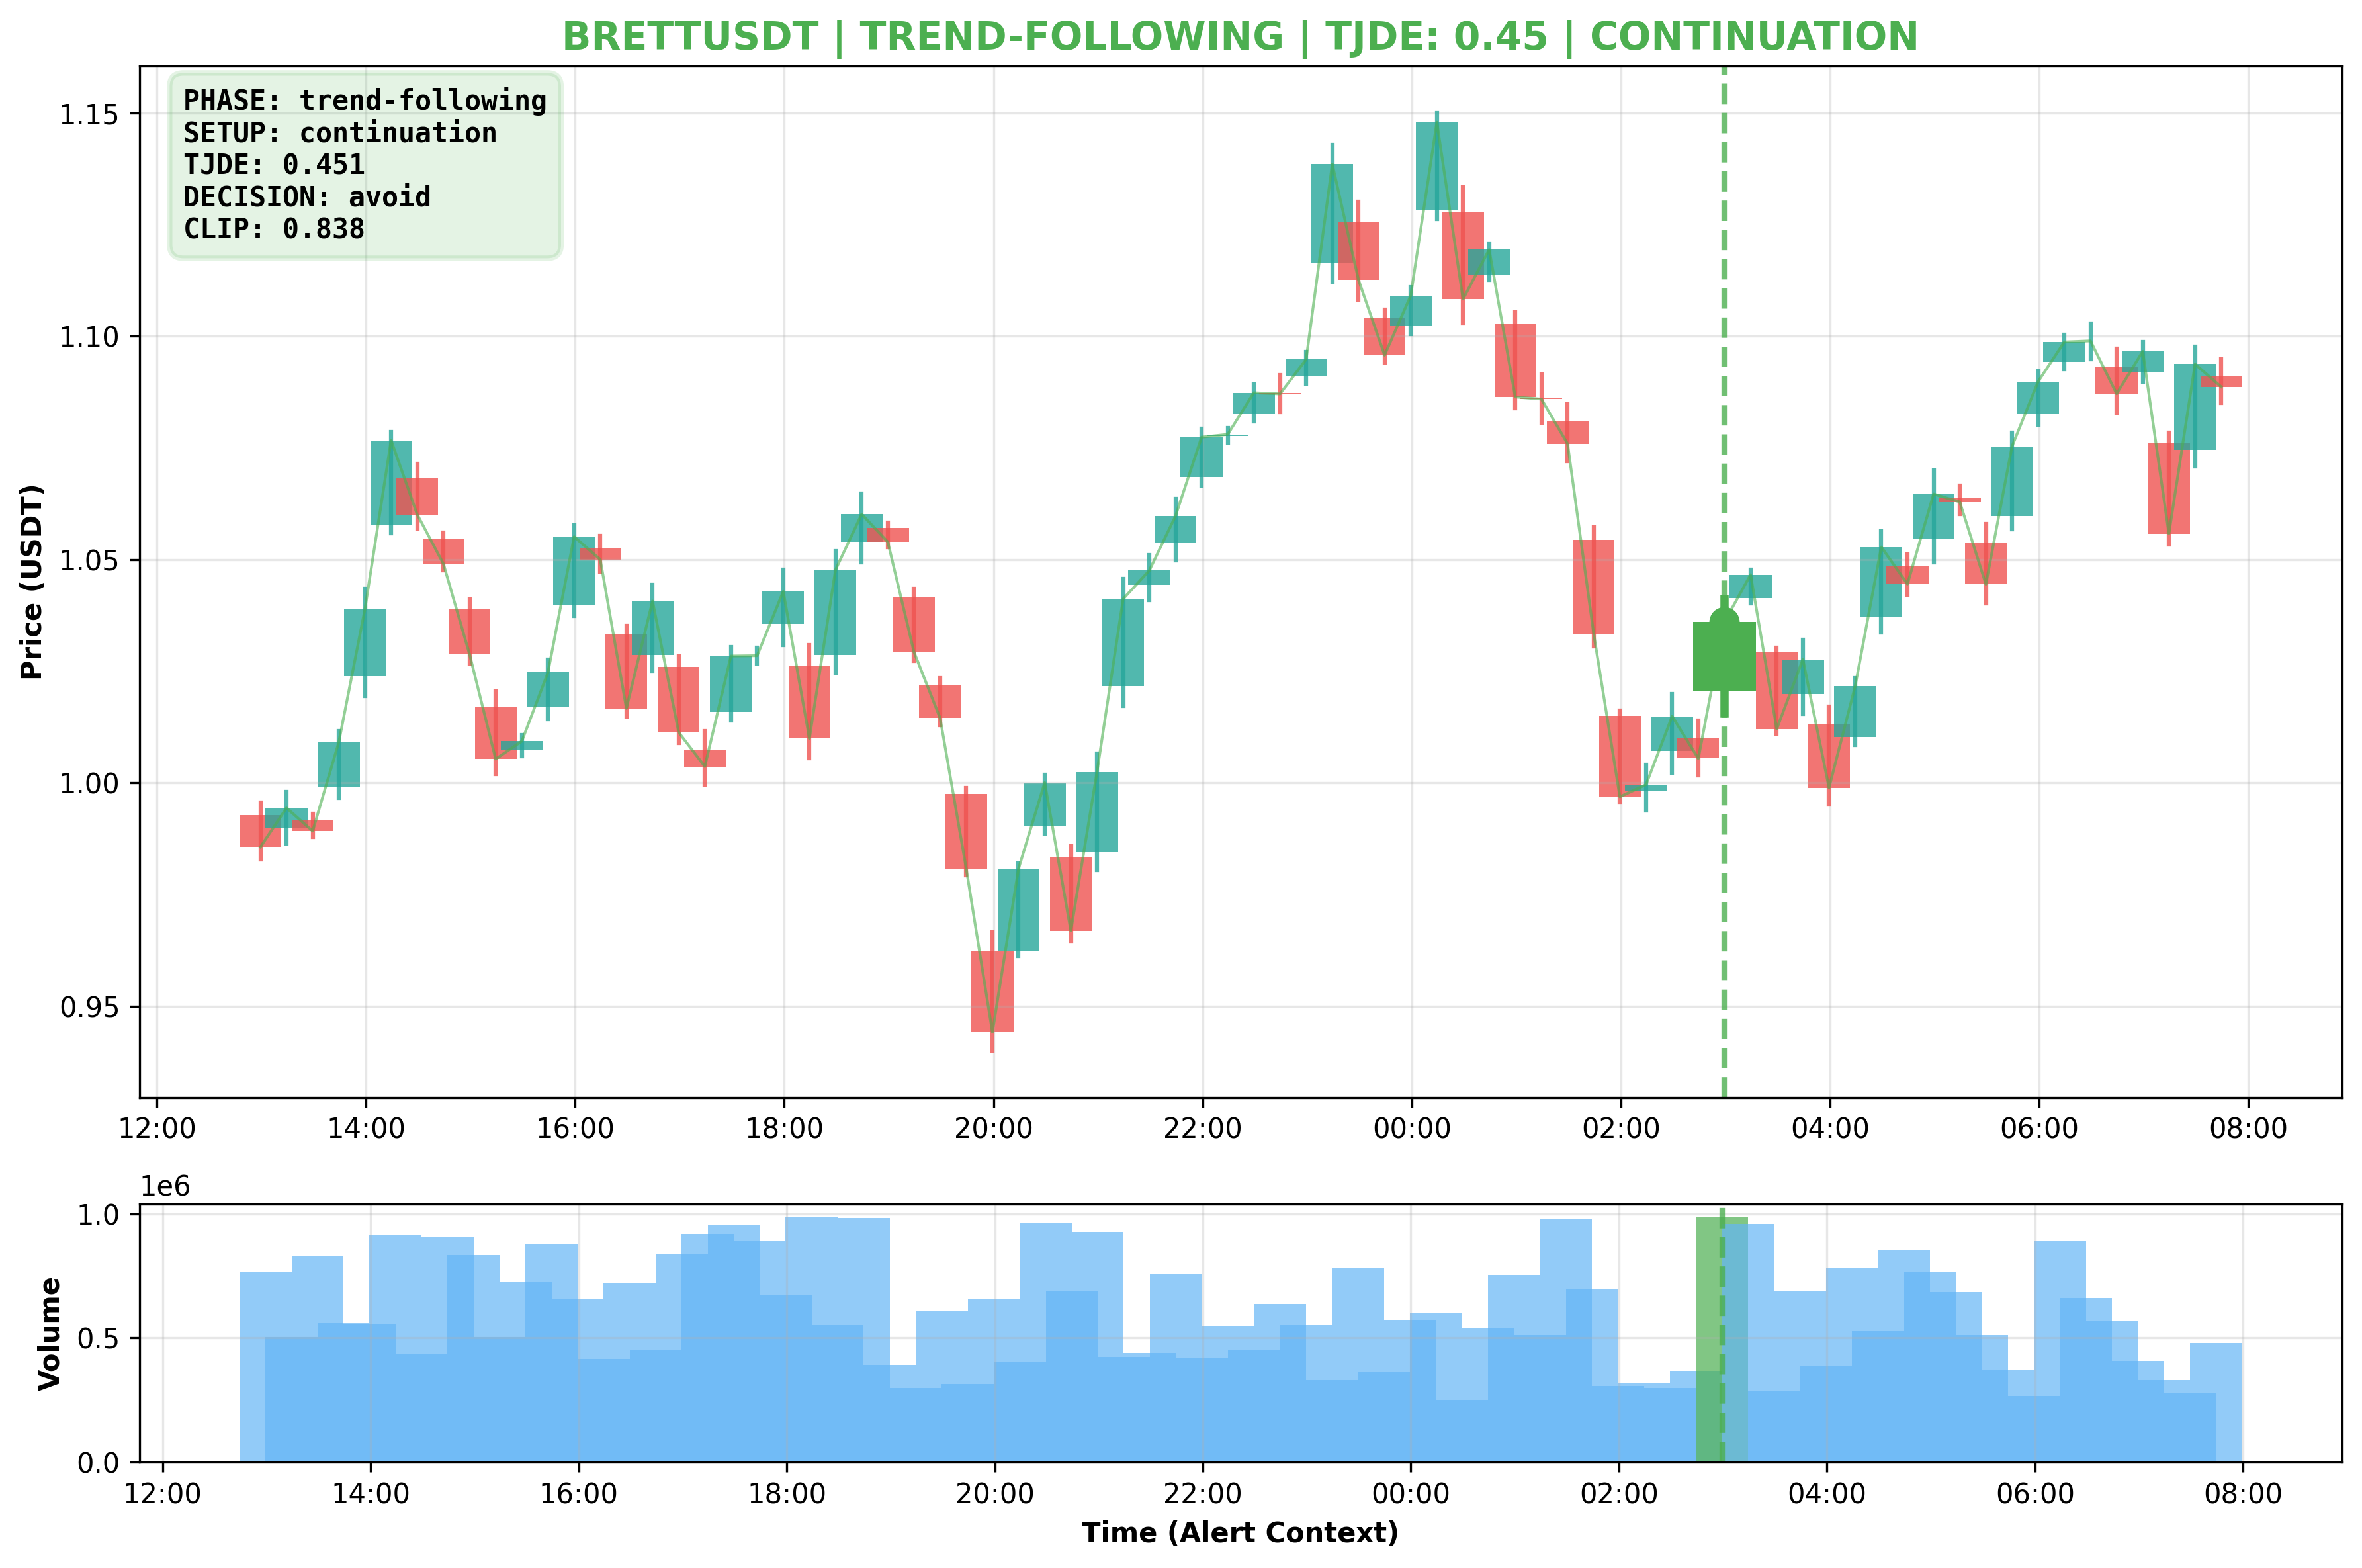 BRETTUSDT | TREND-FOLLOWING | TJDE: 0.45 | CONTINUATION
PHASE: trend-following
SETUP: continuation
TJDE: 0.451
DECISION: avoid
CLIP: 0.838
Price (USDT)
1.15
1.10
1.05
1.00
0.95
12:00 14:00 16:00 18:00 20:00 22:00 00:00 02:00 04:00 06:00 08:00
1e6
Volume
1.0
0.5
0.0
12:00 14:00 16:00 18:00 20:00 22:00 00:00 02:00 04:00 06:00 08:00
Time (Alert Context)